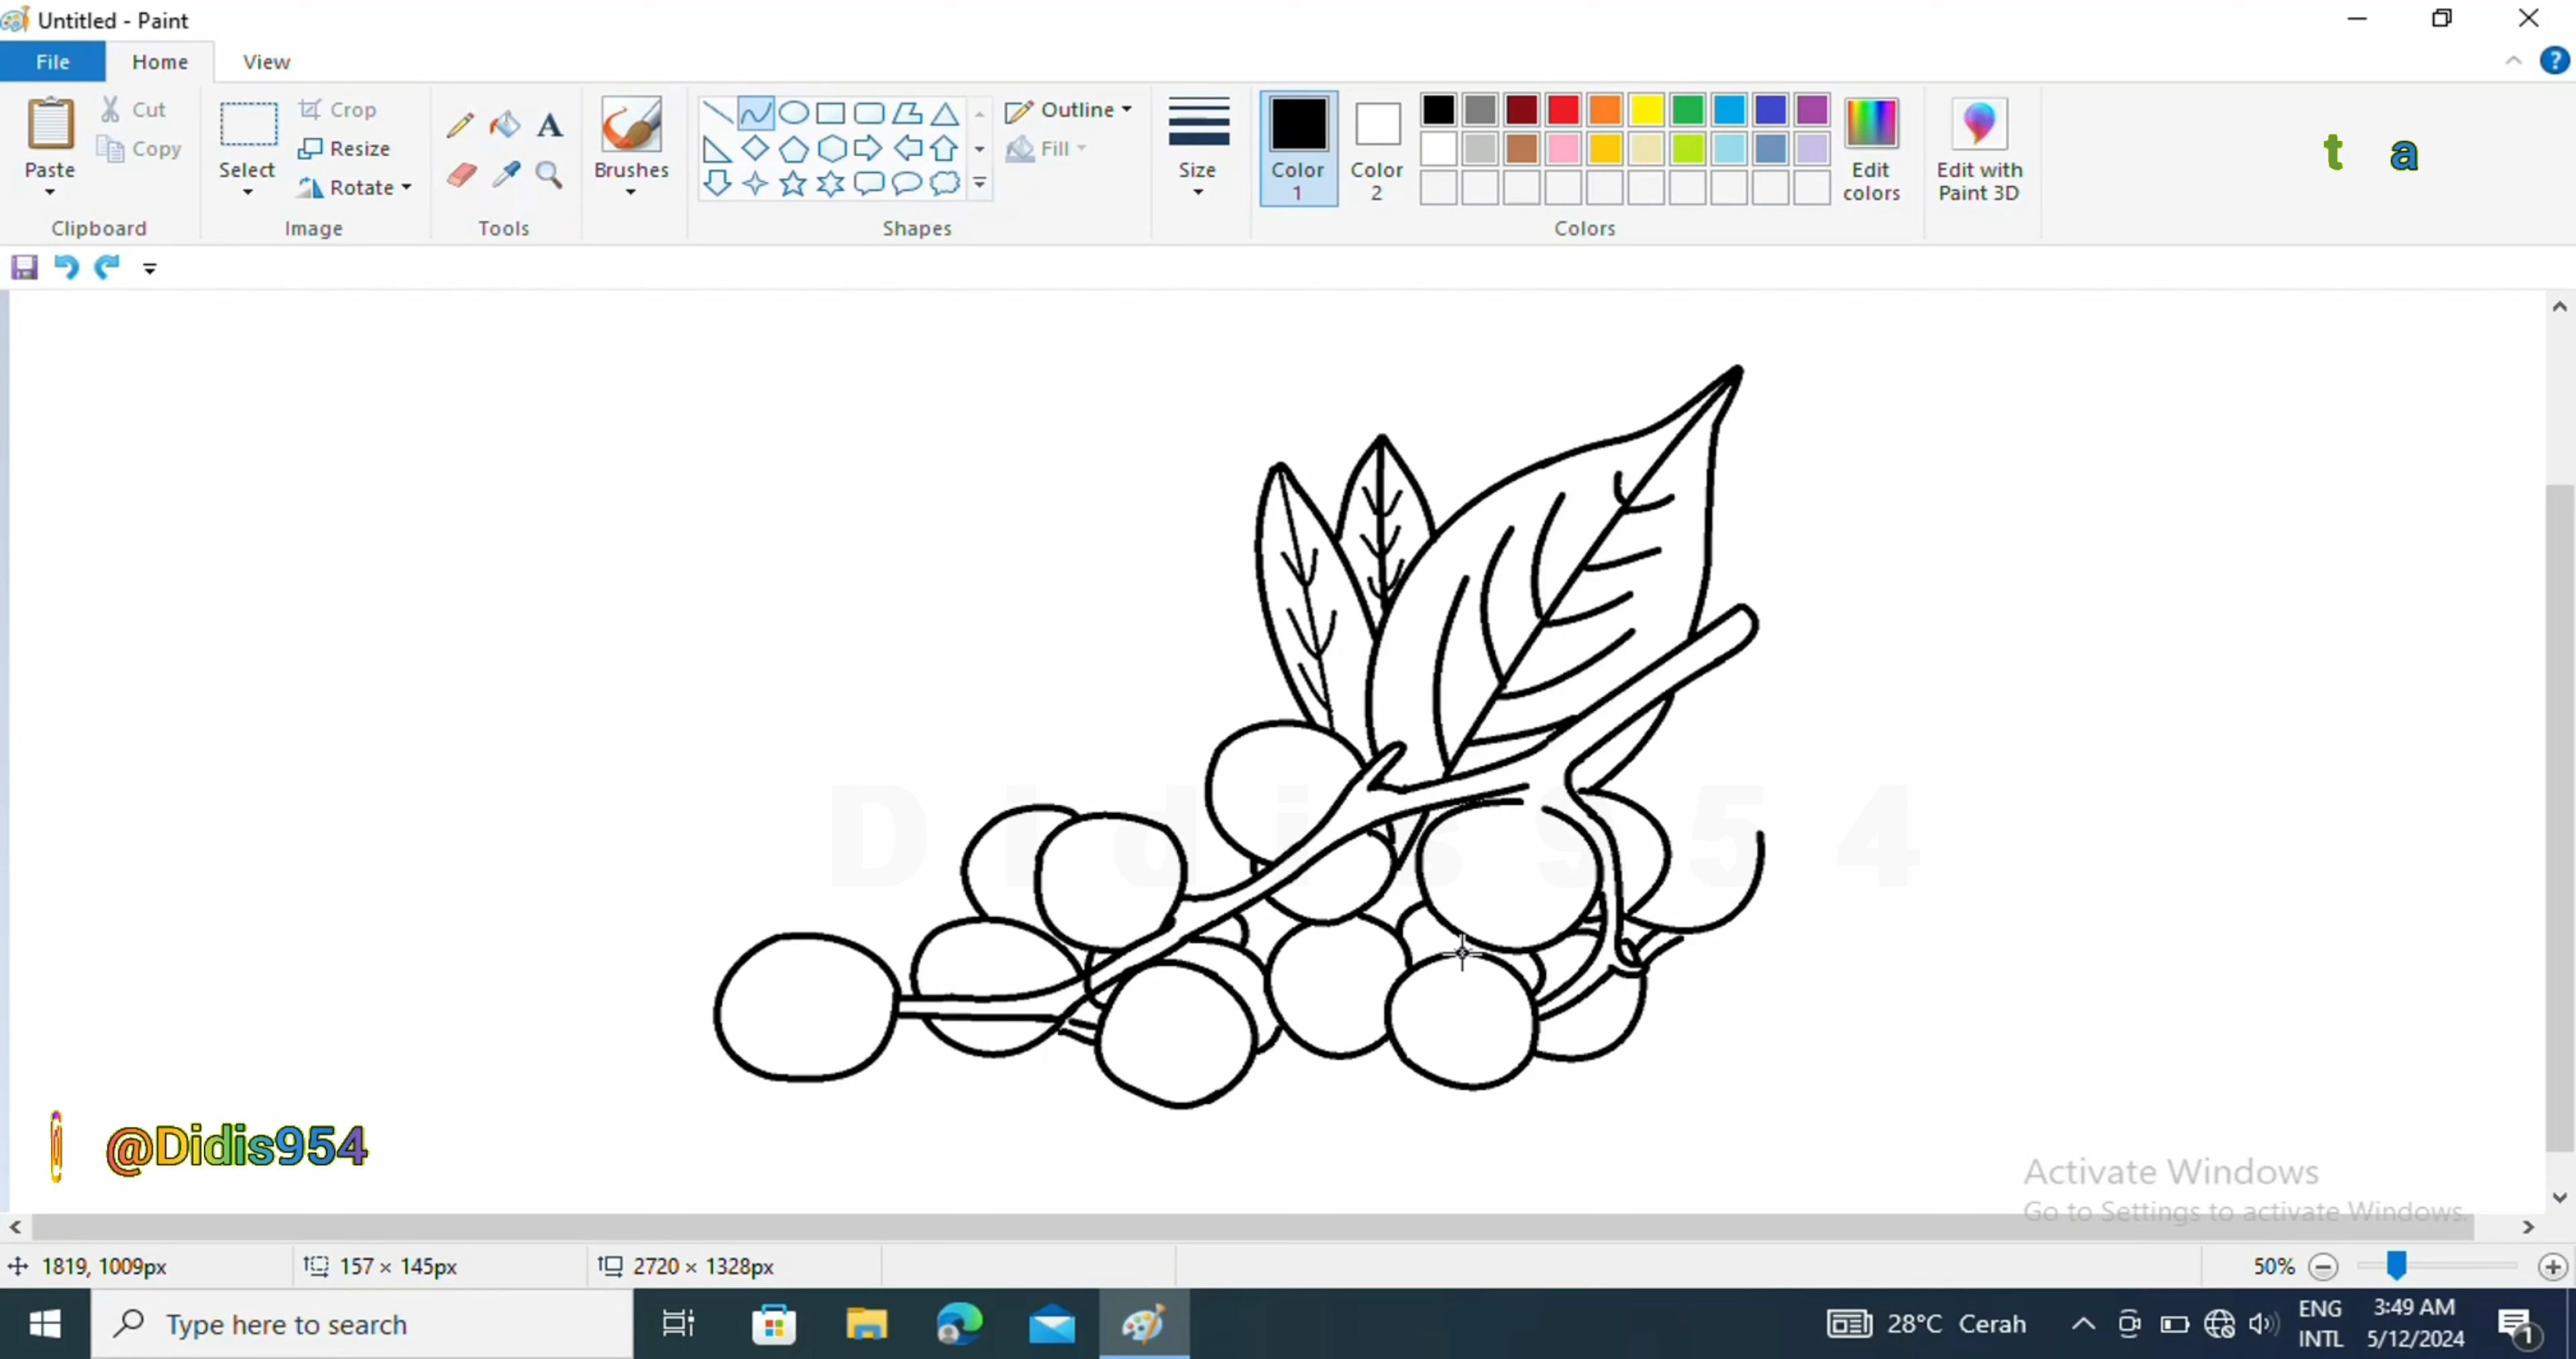 Untitled - Paint
File Home View
Paste Cut Copy
Clipboard
Select Crop Resize Rotate
Image
A
Tools
Brushes
Outline
Fill
Shapes
Size
Color 1
Color 2
Edit colors
Colors
Edit with Paint 3D
t a
Didis954
@Didis954
Activate Windows
Go to Settings to activate Windows.
1819, 1009px 157 × 145px 2720 × 1328px 50%
Type here to search
28°C Cerah
ENG
INTL
3:49 AM
5/12/2024
1